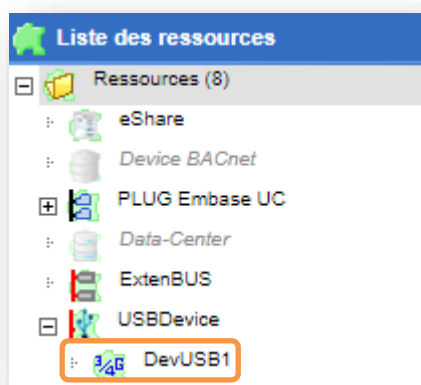 Liste des ressources
Ressources (8)
eShare
Device BACnet
PLUG Embase UC
Data-Center
ExtenBUS
USBDevice
3/4G DevUSB1